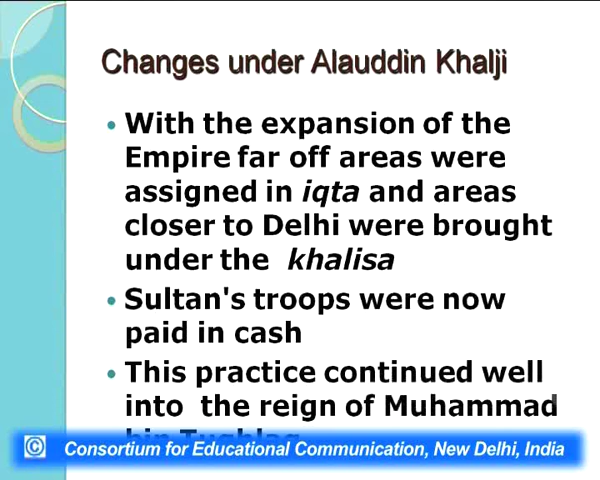 Changes under Alauddin Khalji
• With the expansion of the
Empire far off areas were
assigned in iqta and areas
closer to Delhi were brought
under the khalisa
• Sultan's troops were now
paid in cash
• This practice continued well
into the reign of Muhammad
bin Tughlaq
© Consortium for Educational Communication, New Delhi, India